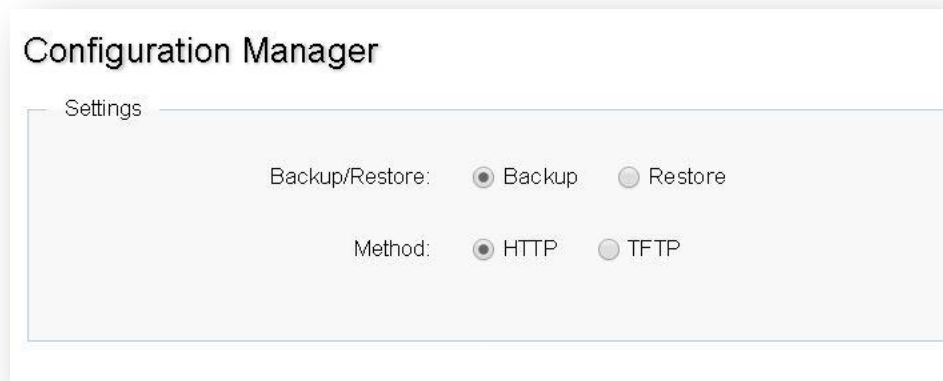 Configuration Manager
Settings
Backup/Restore: Backup Restore
Method: HTTP TFTP